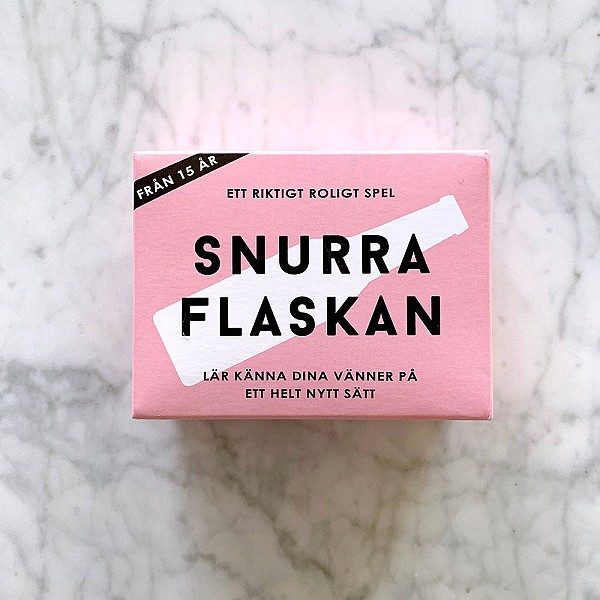 FRÅN 15 ÅR
ETT RIKTIGT ROLIGT SPEL
SNURRA
FLASKAN
LÄR KÄNNA DINA VÄNNER PÅ
ETT HELT NYTT SÄTT